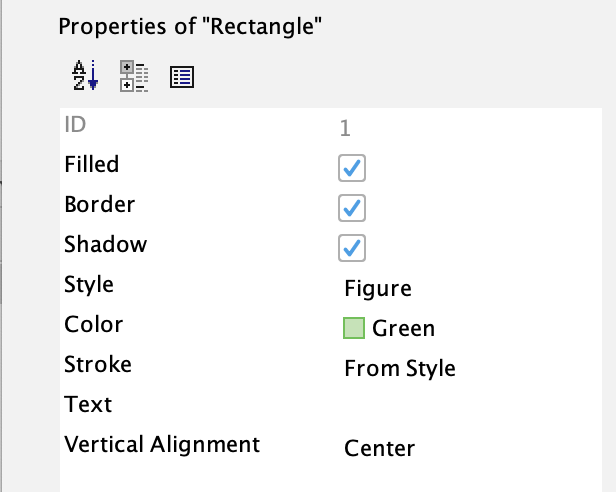 Properties of "Rectangle"
A
Z
ID 1
Filled
Border
Shadow
Style Figure
Color Green
Stroke From Style
Text
Vertical Alignment Center